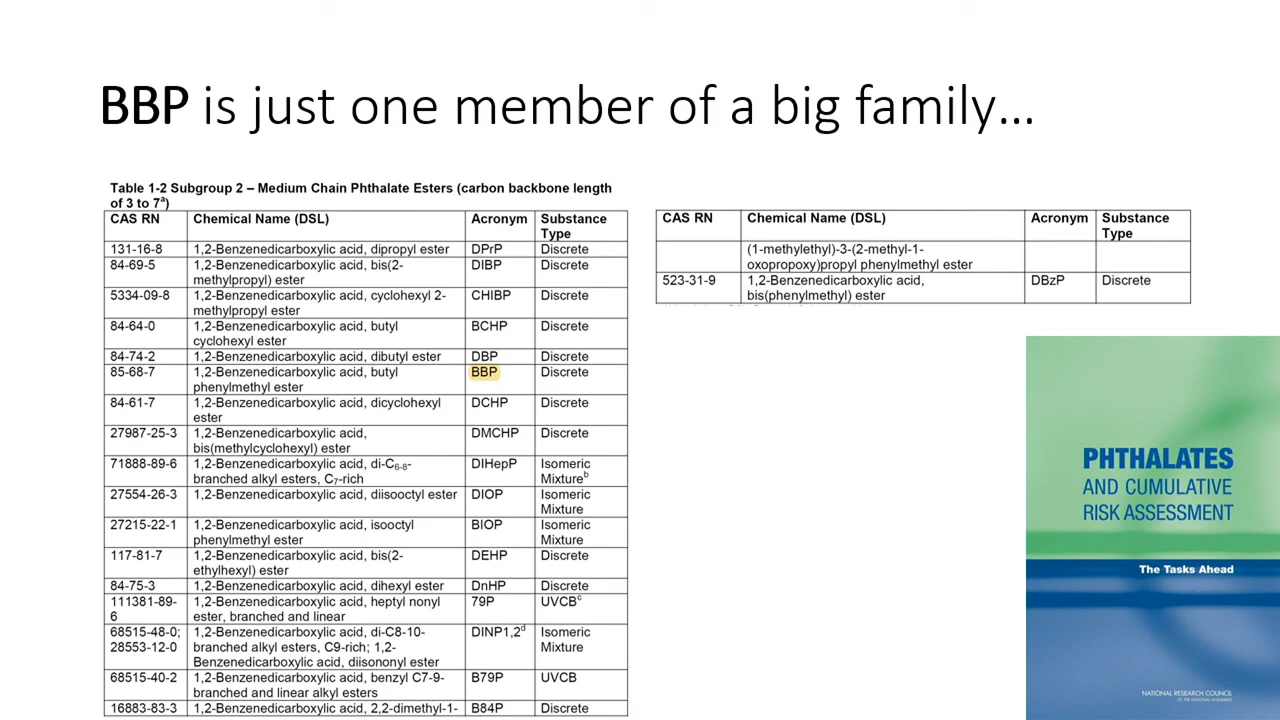 BBP is just one member of a big family…
Table 1-2 Subgroup 2 – Medium Chain Phthalate Esters (carbon backbone length
of 3 to 7a)
CAS RN Chemical Name (DSL) Acronym Substance
Type
131-16-8 1,2-Benzenedicarboxylic acid, dipropyl ester DPrP Discrete
84-69-5 1,2-Benzenedicarboxylic acid, bis(2- DIBP Discrete
methylpropyl) ester
5334-09-8 1,2-Benzenedicarboxylic acid, cyclohexyl 2- CHIBP Discrete
methylpropyl ester
84-64-0 1,2-Benzenedicarboxylic acid, butyl BCHP Discrete
cyclohexyl ester
84-74-2 1,2-Benzenedicarboxylic acid, dibutyl ester DBP Discrete
85-68-7 1,2-Benzenedicarboxylic acid, butyl BBP Discrete
phenylmethyl ester
84-61-7 1,2-Benzenedicarboxylic acid, dicyclohexyl DCHP Discrete
ester
27987-25-3 1,2-Benzenedicarboxylic acid, DMCHP Discrete
bis(methylcyclohexyl) ester
71888-89-6 1,2-Benzenedicarboxylic acid, di-C6-8- DIHepP Isomeric
branched alkyl esters, C7-rich Mixtureb
27554-26-3 1,2-Benzenedicarboxylic acid, diisooctyl ester DIOP Isomeric
Mixture
27215-22-1 1,2-Benzenedicarboxylic acid, isooctyl BIOP Isomeric
phenylmethyl ester Mixture
117-81-7 1,2-Benzenedicarboxylic acid, bis(2- DEHP Discrete
ethylhexyl) ester
84-75-3 1,2-Benzenedicarboxylic acid, dihexyl ester DnHP Discrete
111381-89- 1,2-Benzenedicarboxylic acid, heptyl nonyl 79P UVCBc
6 ester, branched and linear
68515-48-0; 1,2-Benzenedicarboxylic acid, di-C8-10- DINP1,2d Isomeric
28553-12-0 branched alkyl esters, C9-rich; 1,2- Mixture
Benzenedicarboxylic acid, diisononyl ester
68515-40-2 1,2-Benzenedicarboxylic acid, benzyl C7-9- B79P UVCB
branched and linear alkyl esters
16883-83-3 1,2-Benzenedicarboxylic acid, 2,2-dimethyl-1- B84P Discrete
CAS RN Chemical Name (DSL) Acronym Substance
Type
(1-methylethyl)-3-(2-methyl-1-
oxopropoxy)propyl phenylmethyl ester
523-31-9 1,2-Benzenedicarboxylic acid, DBzP Discrete
bis(phenylmethyl) ester
PHTHALATES
AND CUMULATIVE
RISK ASSESSMENT
The Tasks Ahead
NATIONAL RESEARCH COUNCIL
OF THE NATIONAL ACADEMIES